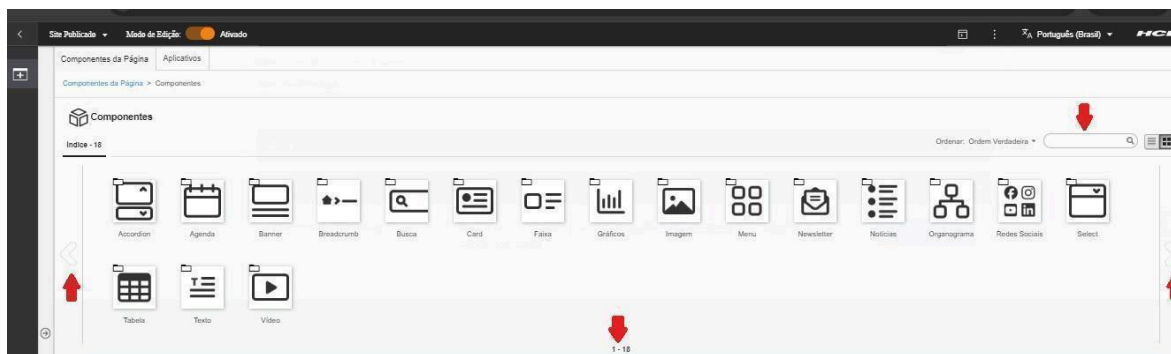 Site Publicado Modo de Edição: Ativado Português (Brasil) HCL
Componentes da Página Aplicativos
Componentes da Página > Componentes
Componentes
Indice - 18 Ordenar: Ordem Verdadeira
Accordion Agenda Banner Breadcrumb Busca Card Faixa Gráficos Imagem Menu Newsletter Notícias Organograma Redes Sociais Select
Tabela Texto Vídeo
1 - 18